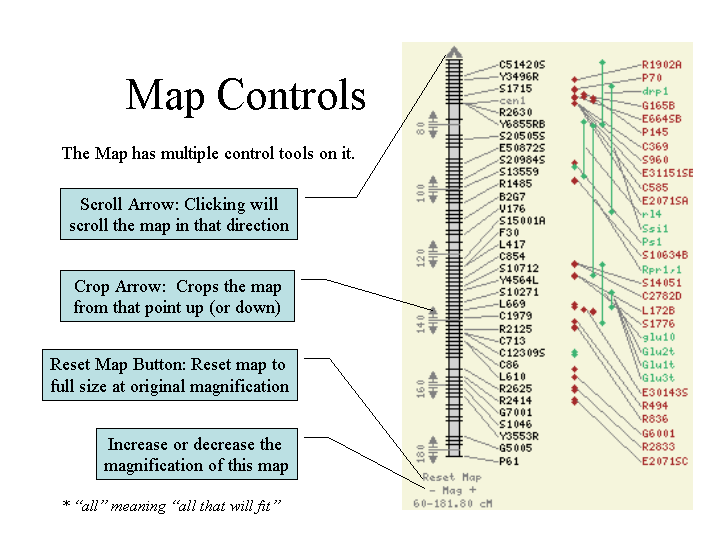 Map Controls
The Map has multiple control tools on it.
Scroll Arrow: Clicking will
scroll the map in that direction
Crop Arrow:  Crops the map
from that point up (or down)
Reset Map Button: Reset map to
full size at original magnification
Increase or decrease the
magnification of this map
* “all” meaning “all that will fit”
80
100
120
140
160
180
C51420S
Y3496R
S1715
cen1
R2630
Y6855RB
S20505S
E50872S
S20984S
S13559
R1485
B2G7
V176
S15001A
F30
L417
C854
S10712
Y4564L
S10271
L669
C1979
R2125
C713
C12309S
C86
L610
R2625
R2414
G7001
S1046
Y3553R
G5005
P61
R1902A
P70
drp1
G165B
E664SB
P145
C369
S960
E31151SB
C585
E2071SA
rl4
Ssi1
Ps1
S10634B
Rpr1,1
S14051
C2782D
L172B
S1776
glu10
Glu2t
Glu1t
Glu3t
E30143S
R494
R836
G6001
R2833
E2071SC
Reset Map
- Mag +
60-181.80 cM